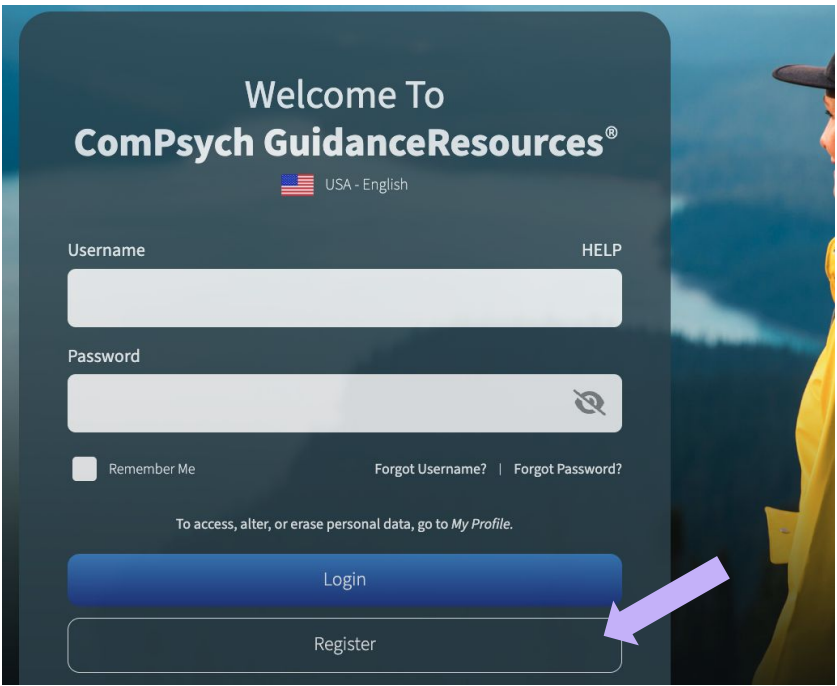 Welcome To
ComPsych GuidanceResources®
USA - English
Username HELP
Password
Remember Me Forgot Username? | Forgot Password?
To access, alter, or erase personal data, go to My Profile.
Login
Register